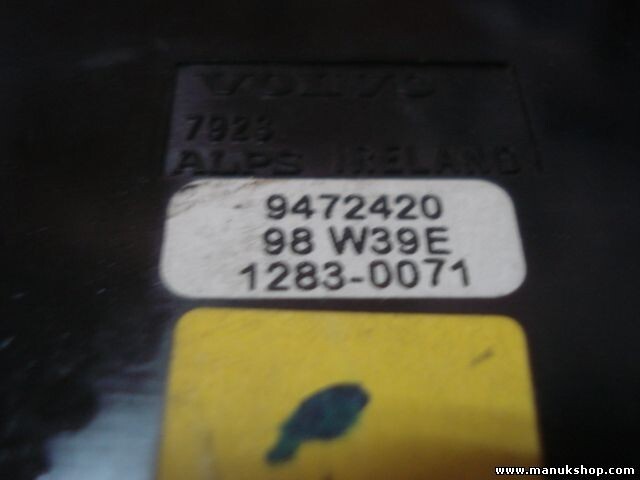 VOLVO
7923
ALPS IRELAND
9472420
98 W39E
1283-0071
www.manukshop.com